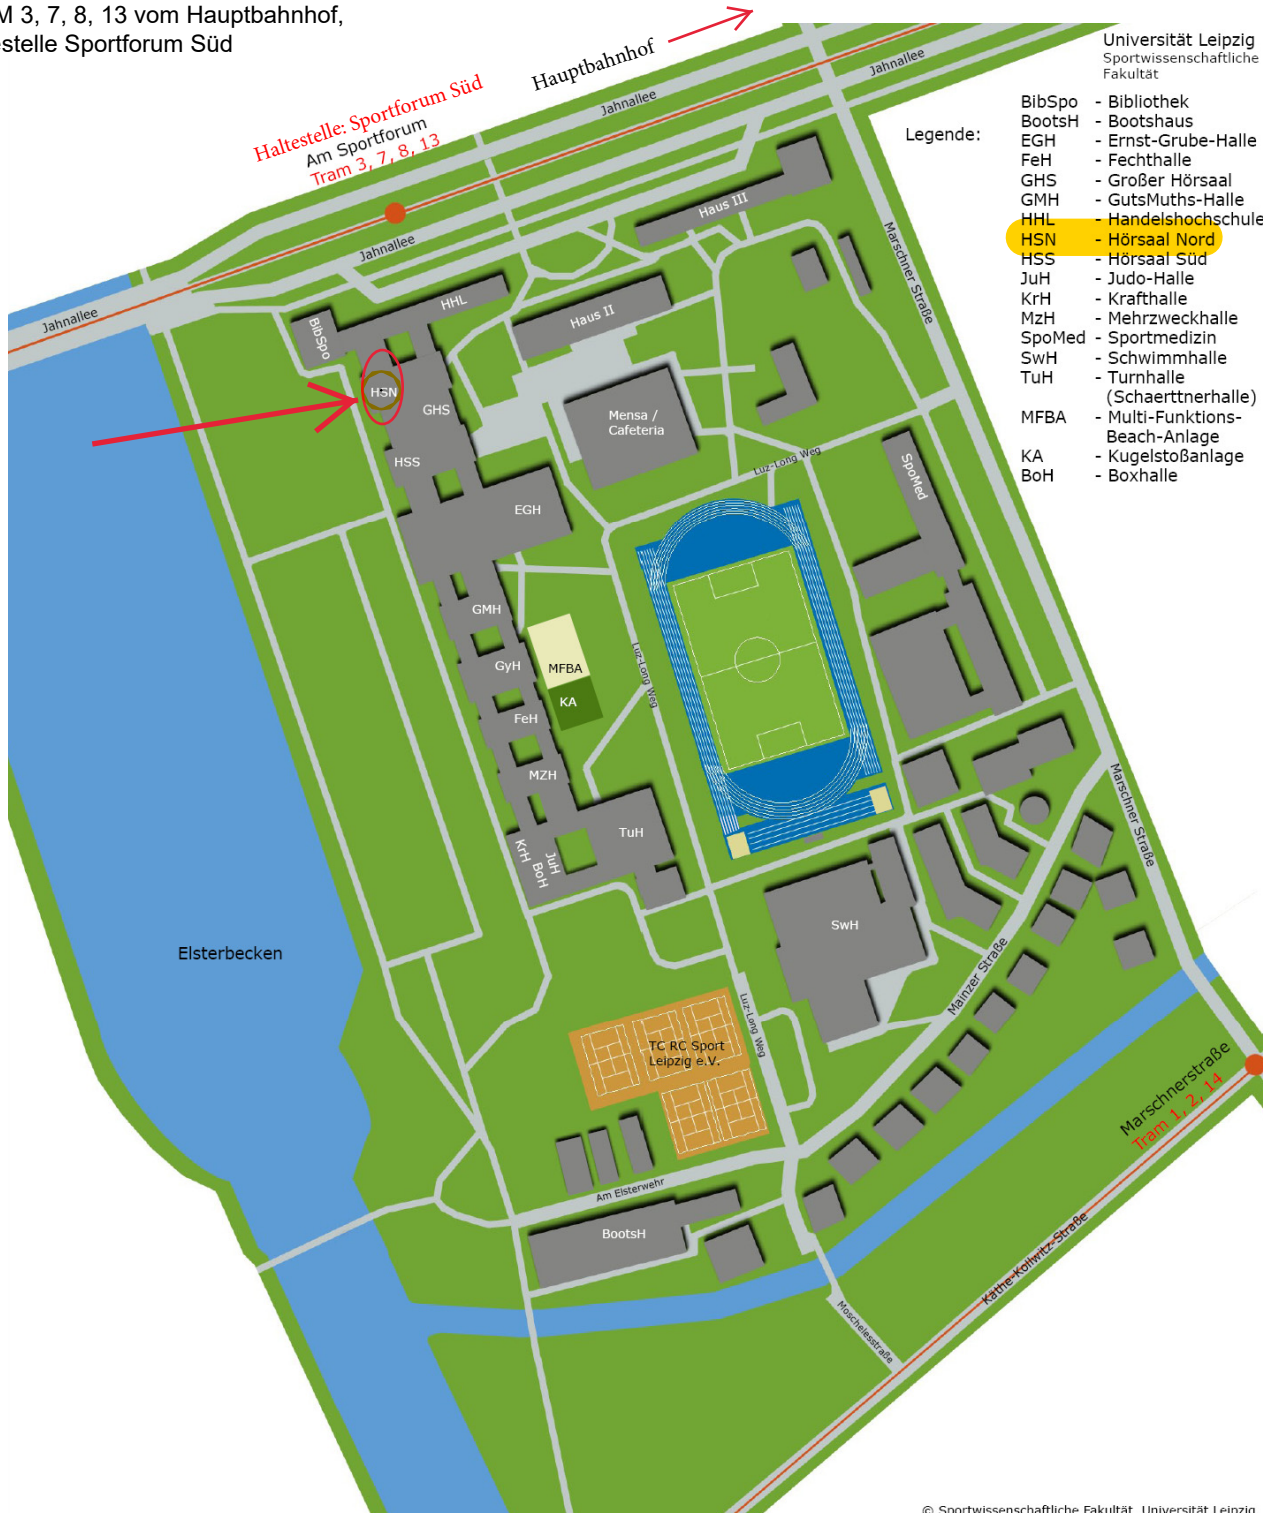 M 3, 7, 8, 13 vom Hauptbahnhof,
estelle Sportforum Süd
Hauptbahnhof
Haltestelle: Sportforum Süd
Am Sportforum
Tram 3, 7, 8, 13
Jahnallee
Jahnallee
Jahnallee
Jahnallee
Universität Leipzig
Sportwissenschaftliche
Fakultät
Legende:
BibSpo - Bibliothek
BootsH - Bootshaus
EGH - Ernst-Grube-Halle
FeH - Fechthalle
GHS - Großer Hörsaal
GMH - GutsMuths-Halle
HHL - Handelshochschule
HSN - Hörsaal Nord
HSS - Hörsaal Süd
JuH - Judo-Halle
KrH - Krafthalle
MzH - Mehrzweckhalle
SpoMed - Sportmedizin
SwH - Schwimmhalle
TuH - Turnhalle
(Schaerttnerhalle)
MFBA - Multi-Funktions-
Beach-Anlage
KA - Kugelstoßanlage
BoH - Boxhalle
Haus III
Marschner Straße
HHL
BibSpo
Haus II
HSN
GHS
Mensa /
Cafeteria
HSS
Luz-Long Weg
SpoMed
EGH
GMH
GyH
MFBA
Luz-Long Weg
KA
FeH
MZH
TuH
KrH
BoH
JuH
Marschner Straße
SwH
Elsterbecken
Mainzer Straße
Luz-Long Weg
TC RC Sport
Leipzig e.V.
Marschnerstraße
Tram 1, 2, 14
Am Elsterwehr
BootsH
Käthe-Kollwitz-Straße
Moschelesstraße
© Sportwissenschaftliche Fakultät, Universität Leipzig